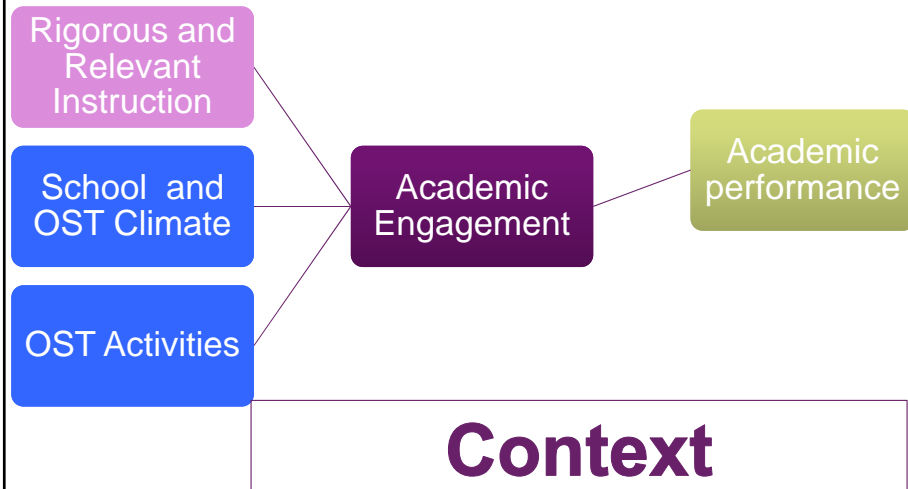 Rigorous and
Relevant
Instruction
School and
OST Climate
OST Activities
Academic
Engagement
Academic
performance
Context